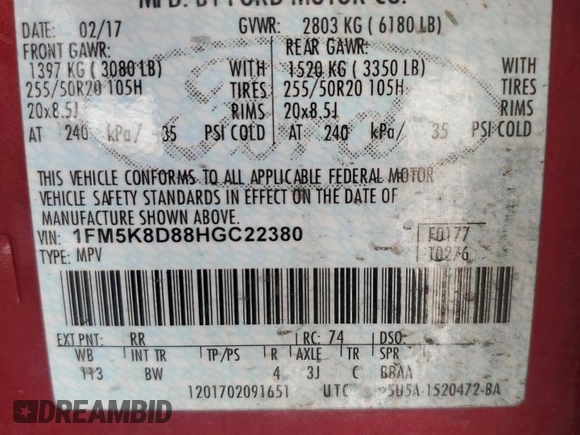 MFD. BY FORD MOTOR CO.
DATE: 02/17 GVWR: 2803 KG ( 6180 LB)
FRONT GAWR: REAR GAWR:
1397 KG ( 3080 LB) WITH 1520 KG ( 3350 LB) WITH
255/50R20 105H TIRES 255/50R20 105H TIRES
20x8.5J RIMS 20x8.5J RIMS
AT 240 kPa/ 35 PSI COLD AT 240 kPa/ 35 PSI COLD
Ford
THIS VEHICLE CONFORMS TO ALL APPLICABLE FEDERAL MOTOR
VEHICLE SAFETY STANDARDS IN EFFECT ON THE DATE OF
MANUFACTURE SHOWN ABOVE.
VIN: 1FM5K8D88HGC22380 F0177
TYPE: MPV T0276
EXT PNT: RR RC: 74 DSO:
WB INT TR TP/PS R AXLE TR SPR
113 BW 4 3J C BBAA
1201702091651 UTC 5U5A-1520472-BA
DREAMBID